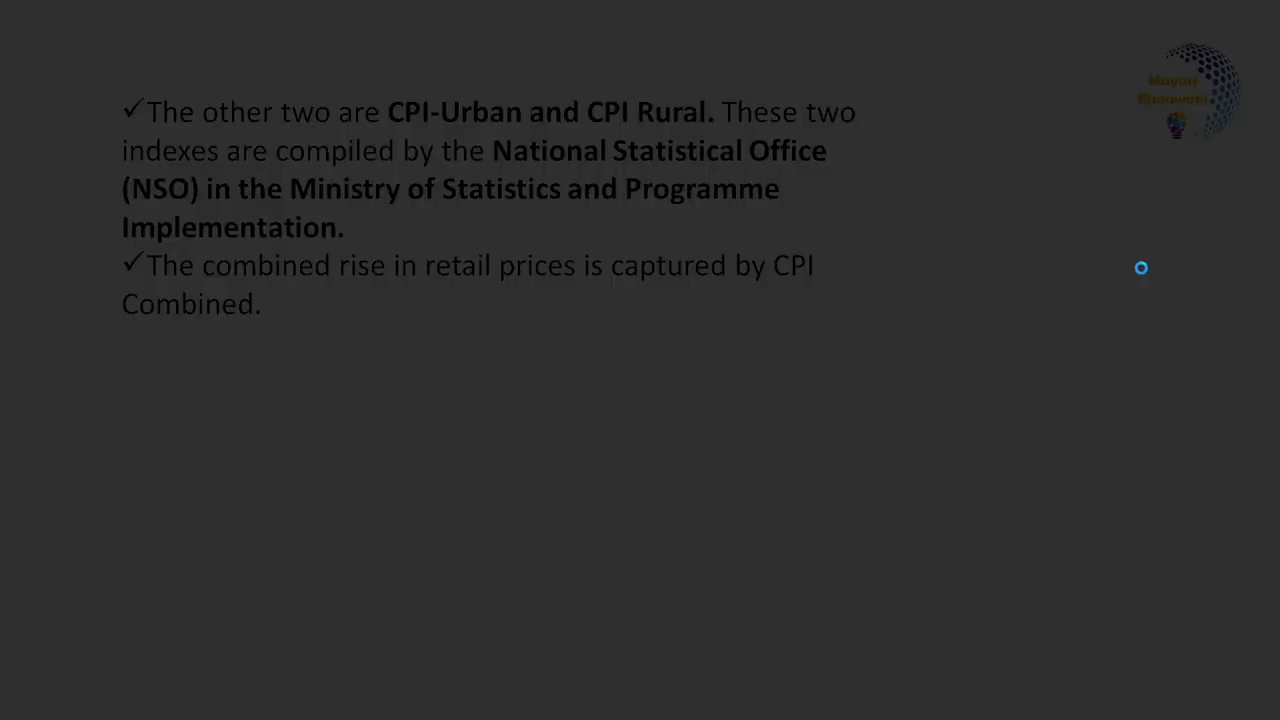 ✓The other two are CPI-Urban and CPI Rural. These two
indexes are compiled by the National Statistical Office
(NSO) in the Ministry of Statistics and Programme
Implementation.
✓The combined rise in retail prices is captured by CPI
Combined.